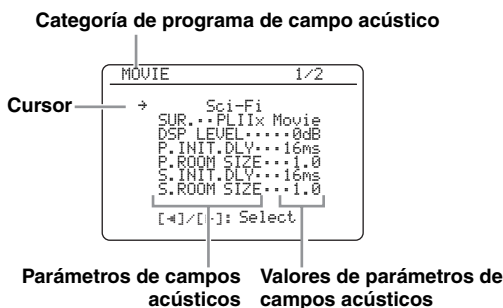 Categoría de programa de campo acústico
MOVIE 1/2
Cursor
→ Sci-Fi
SUR.··PLIIx Movie
DSP LEVEL·····0dB
P.INIT.DLY···16ms
P.ROOM SIZE···1.0
S.INIT.DLY···16ms
S.ROOM SIZE···1.0
[◄]/[►]: Select
Parámetros de campos acústicos
Valores de parámetros de campos acústicos